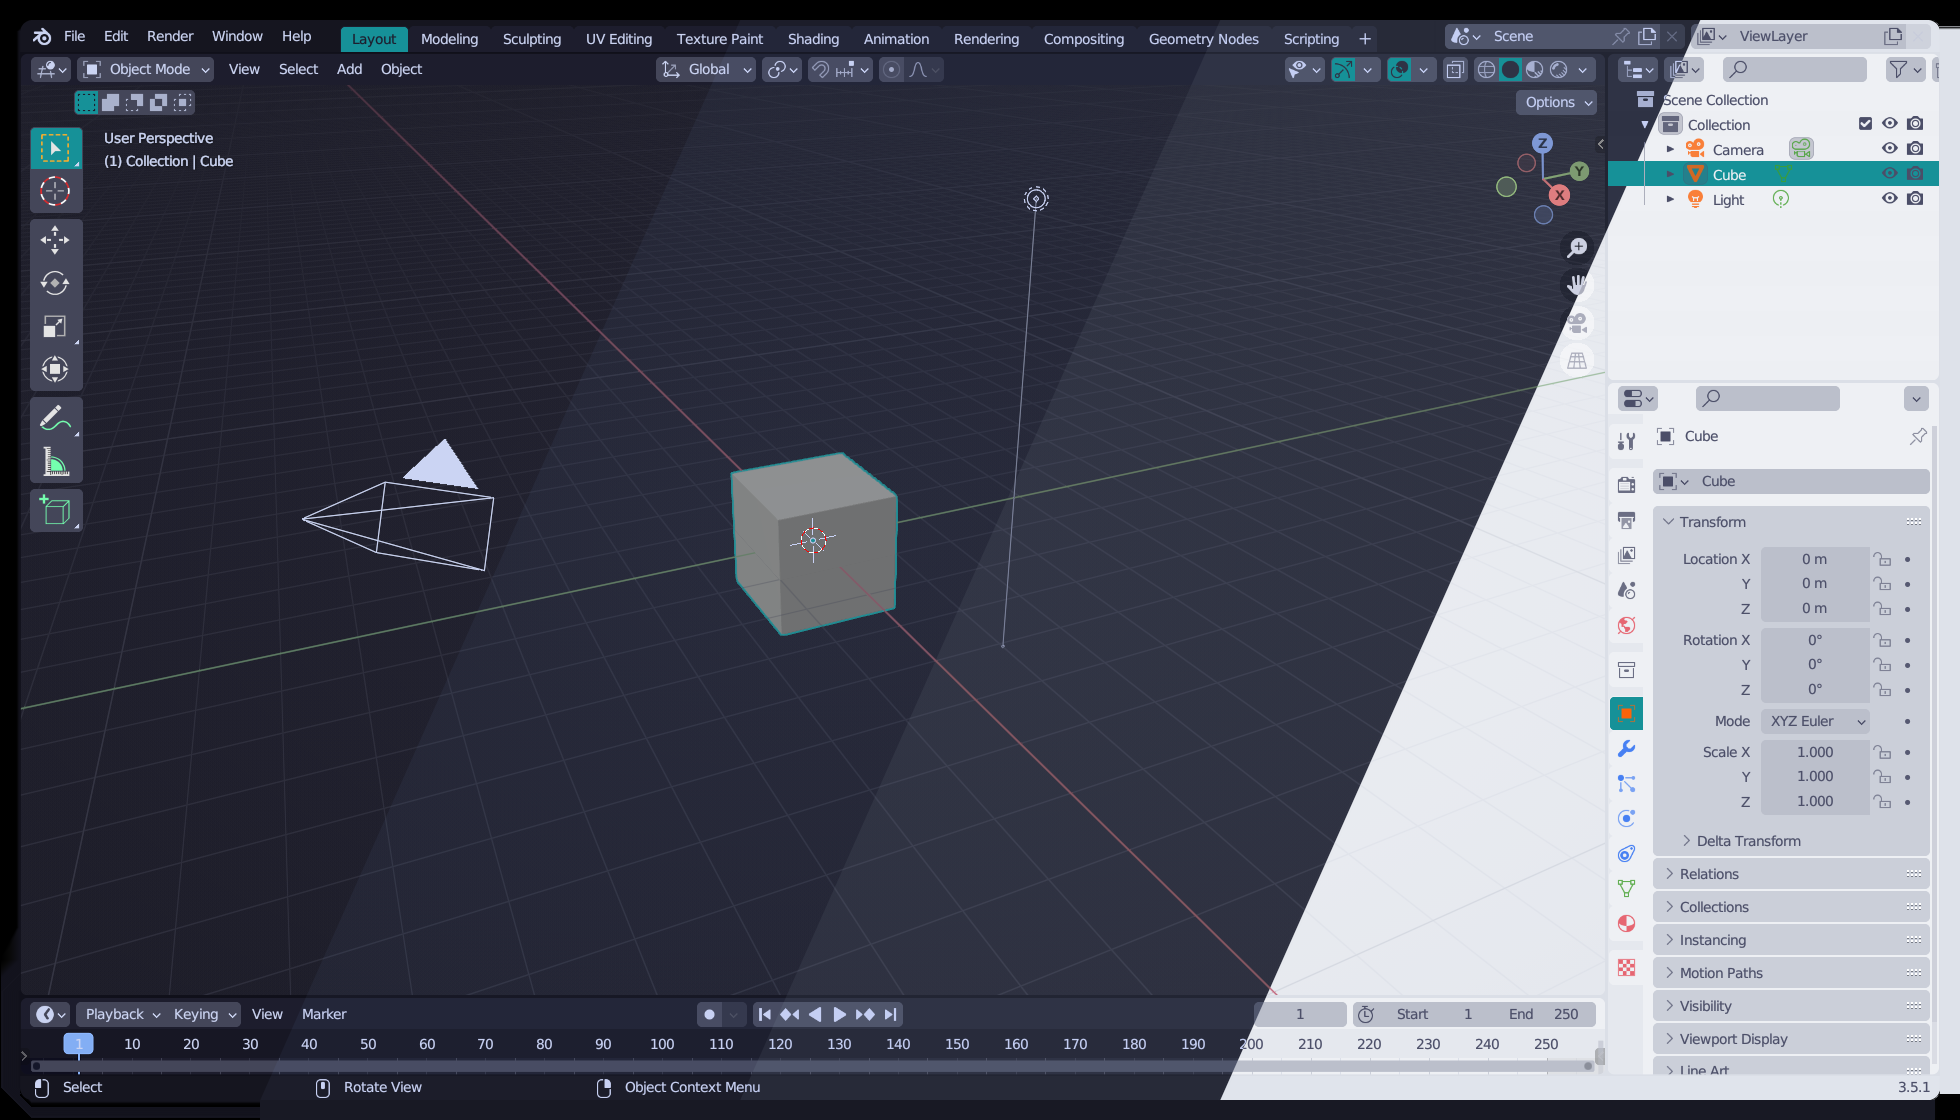 File Edit Render Window Help Layout Modeling Sculpting UV Editing Texture Paint Shading Animation Rendering Compositing Geometry Nodes Scripting + Scene ViewLayer
Object Mode View Select Add Object Global
Options
User Perspective
(1) Collection | Cube
Z
Y
X
Scene Collection
Collection
Camera
Cube
Light
Cube
Cube
Transform
Location X 0 m
Y 0 m
Z 0 m
Rotation X 0°
Y 0°
Z 0°
Mode XYZ Euler
Scale X 1.000
Y 1.000
Z 1.000
Delta Transform
Relations
Collections
Instancing
Motion Paths
Visibility
Viewport Display
Line Art
Playback Keying View Marker 1 Start 1 End 250
1 10 20 30 40 50 60 70 80 90 100 110 120 130 140 150 160 170 180 190 200 210 220 230 240 250
Select Rotate View Object Context Menu 3.5.1